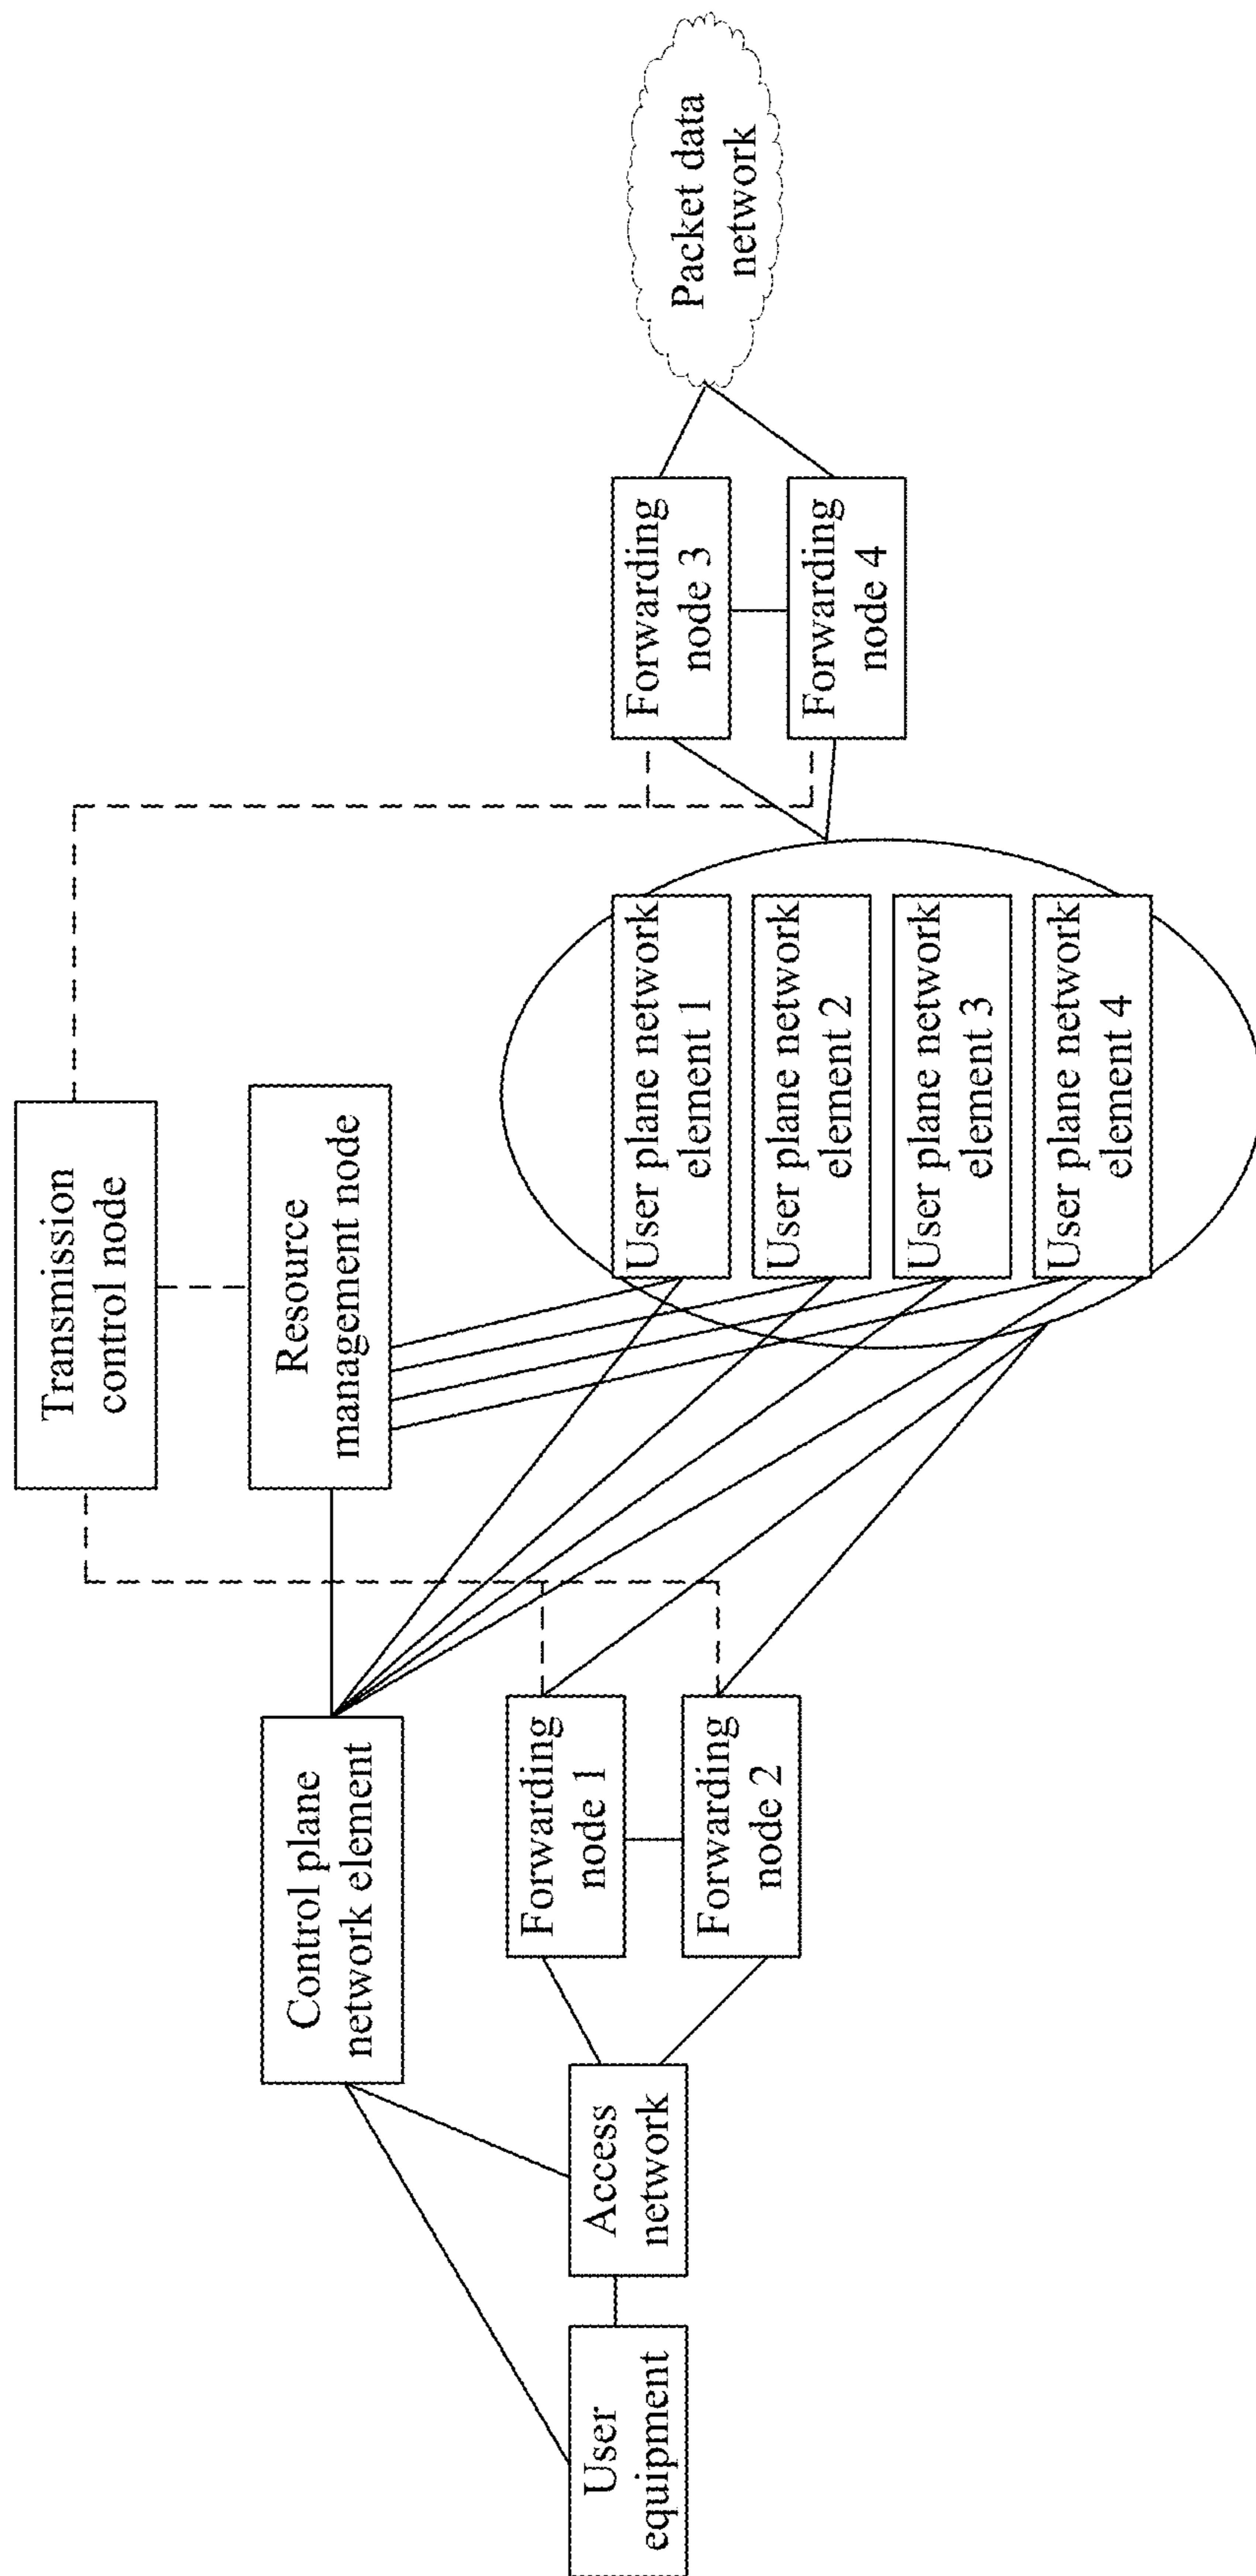 Transmission
control node
Resource
management node
Control plane
network element
User
equipment
Access
network
Forwarding
node 1
Forwarding
node 2
User plane network
element 1
User plane network
element 2
User plane network
element 3
User plane network
element 4
Forwarding
node 3
Forwarding
node 4
Packet data
network